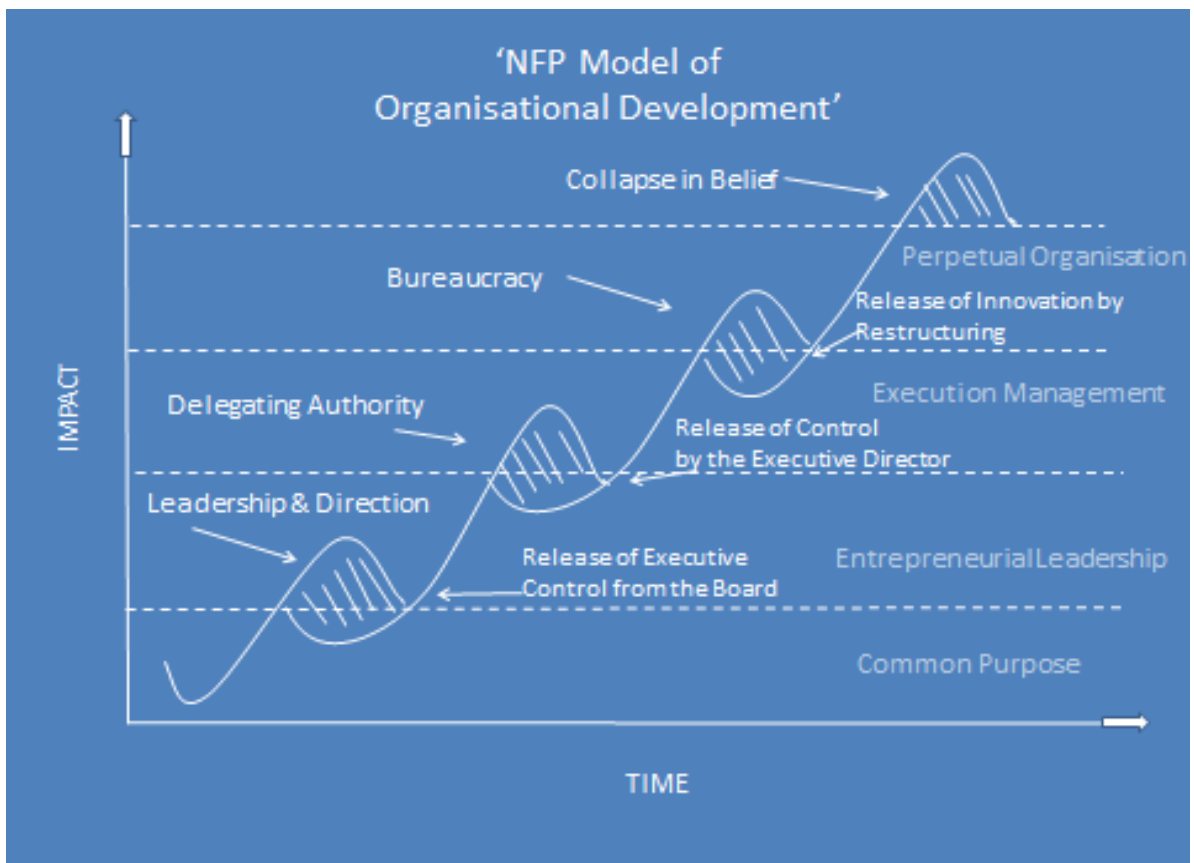 ‘NFP Model of
Organisational Development’
Collapse in Belief
Perpetual Organisation
Bureaucracy
Release of Innovation by
Restructuring
Execution Management
Delegating Authority
Release of Control
by the Executive Director
Leadership & Direction
Release of Executive
Control from the Board
Entrepreneurial Leadership
Common Purpose
IMPACT
TIME